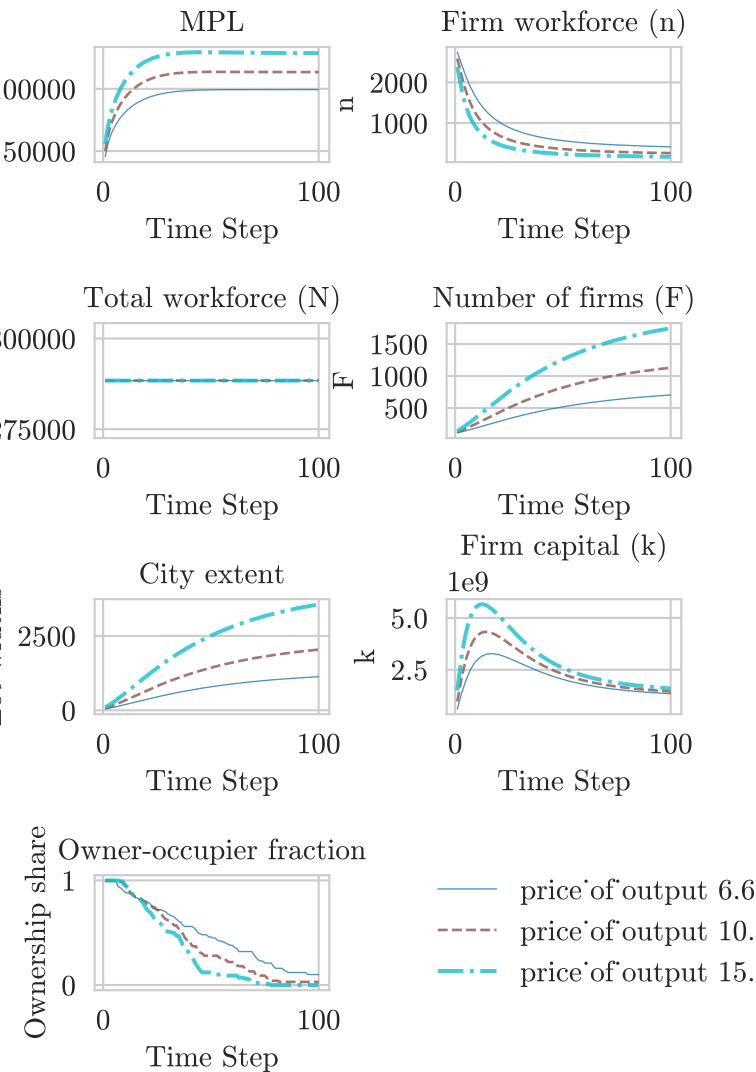 MPL
Firm workforce (n)
50000
0
100
Time Step
n
2000
1000
0
100
Time Step
Total workforce (N)
Number of firms (F)
0
100
Time Step
F
1500
1000
500
0
100
Time Step
City extent
Firm capital (k)
1e9
2500
0
0
100
Time Step
k
5.0
2.5
0
100
Time Step
Owner-occupier fraction
Ownership share
1
0
0
100
Time Step
price˙of˙output 6.6
price˙of˙output 10.
price˙of˙output 15.